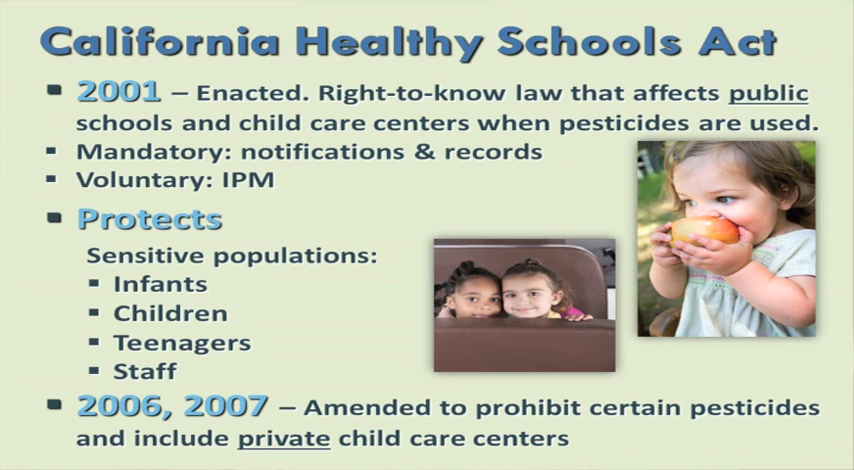 California Healthy Schools Act
▪ 2001 – Enacted. Right-to-know law that affects public
schools and child care centers when pesticides are used.
▪ Mandatory: notifications & records
▪ Voluntary: IPM
▪ Protects
Sensitive populations:
▪ Infants
▪ Children
▪ Teenagers
▪ Staff
▪ 2006, 2007 – Amended to prohibit certain pesticides
and include private child care centers